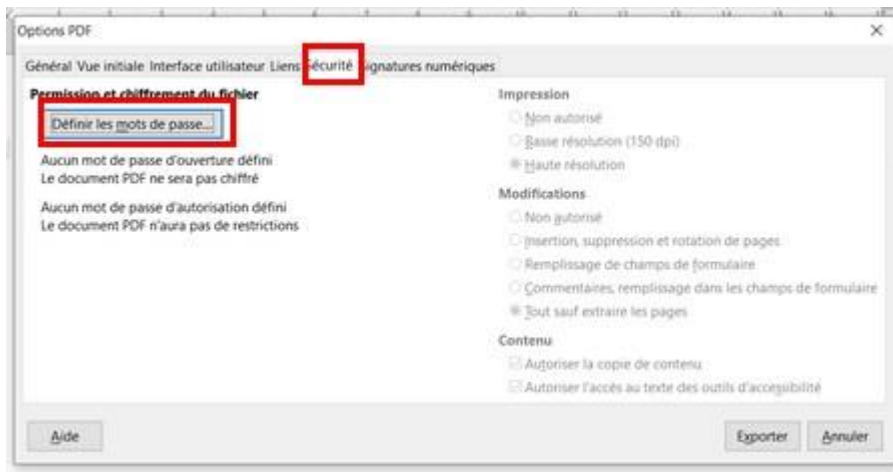 Options PDF
Général Vue initiale Interface utilisateur Liens Sécurité Signatures numériques
Permission et chiffrement du fichier
Définir les mots de passe...
Aucun mot de passe d'ouverture défini
Le document PDF ne sera pas chiffré
Aucun mot de passe d'autorisation défini
Le document PDF n'aura pas de restrictions
Impression
Non autorisé
Basse résolution (150 dpi)
Haute résolution
Modifications
Non autorisé
Insertion, suppression et rotation de pages
Remplissage de champs de formulaire
Commentaires, remplissage dans les champs de formulaire
Tout sauf extraire les pages
Contenu
Autoriser la copie de contenu
Autoriser l'accès au texte des outils d'accessibilité
Aide
Exporter
Annuler